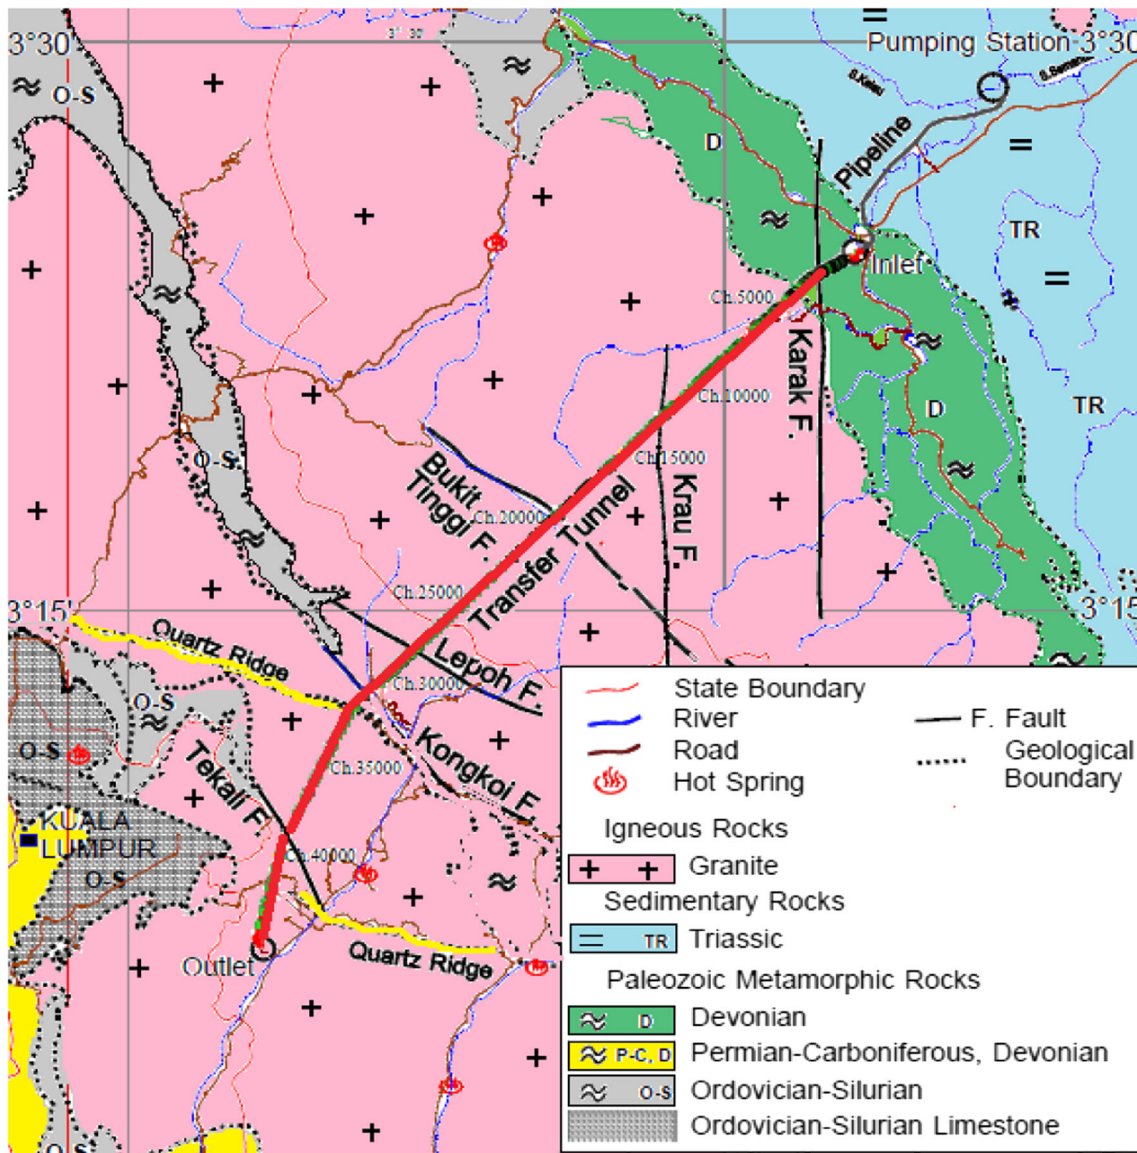 3°30'
3° 30'
Pumping Station
3°30
S.Kelau
S.Semantan
O-S
D
Pipeline
TR
Inlet
Ch.5000
Karak F.
Ch.10000
D
TR
O-S
Bukit
Tinggi F.
Ch.15000
Krau F.
Ch.20000
Transfer Tunnel
Ch.25000
3°15'
3°15
Quartz Ridge
Lepoh F.
Ch.30000
O-S
O-S
Tekali F.
Ch.35000
Kongkoi F.
KUALA
LUMPUR
O-S
Ch.40000
Outlet
Quartz Ridge
O-S
State Boundary
River
F. Fault
Road
Geological
Boundary
Hot Spring
Igneous Rocks
Granite
Sedimentary Rocks
TR Triassic
Paleozoic Metamorphic Rocks
D Devonian
P-C, D Permian-Carboniferous, Devonian
O-S Ordovician-Silurian
Ordovician-Silurian Limestone